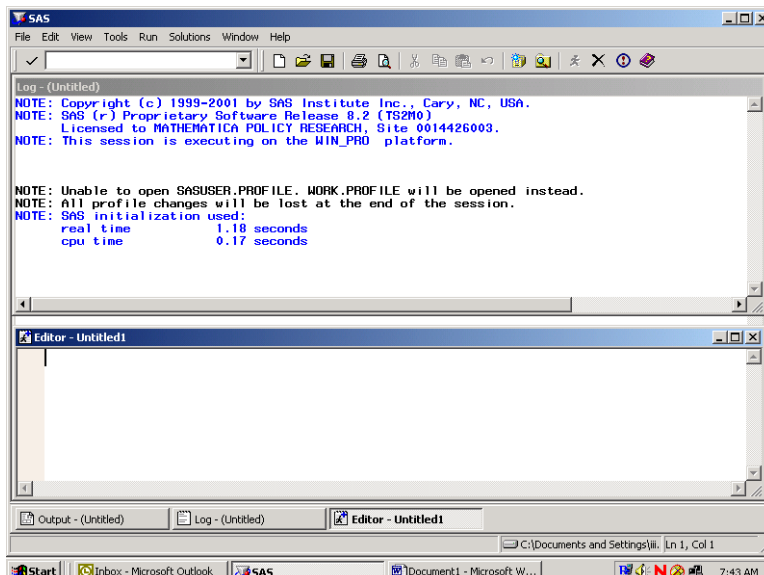 SAS
File Edit View Tools Run Solutions Window Help
Log - (Untitled)
NOTE: Copyright (c) 1999-2001 by SAS Institute Inc., Cary, NC, USA.
NOTE: SAS (r) Proprietary Software Release 8.2 (TS2M0)
Licensed to MATHEMATICA POLICY RESEARCH, Site 0014426003.
NOTE: This session is executing on the WIN_PRO platform.
NOTE: Unable to open SASUSER.PROFILE. WORK.PROFILE will be opened instead.
NOTE: All profile changes will be lost at the end of the session.
NOTE: SAS initialization used:
real time 1.18 seconds
cpu time 0.17 seconds
Editor - Untitled1
Output - (Untitled) Log - (Untitled) Editor - Untitled1
C:\Documents and Settings\iii. Ln 1, Col 1
Start Inbox - Microsoft Outlook SAS Document1 - Microsoft W... 7:43 AM